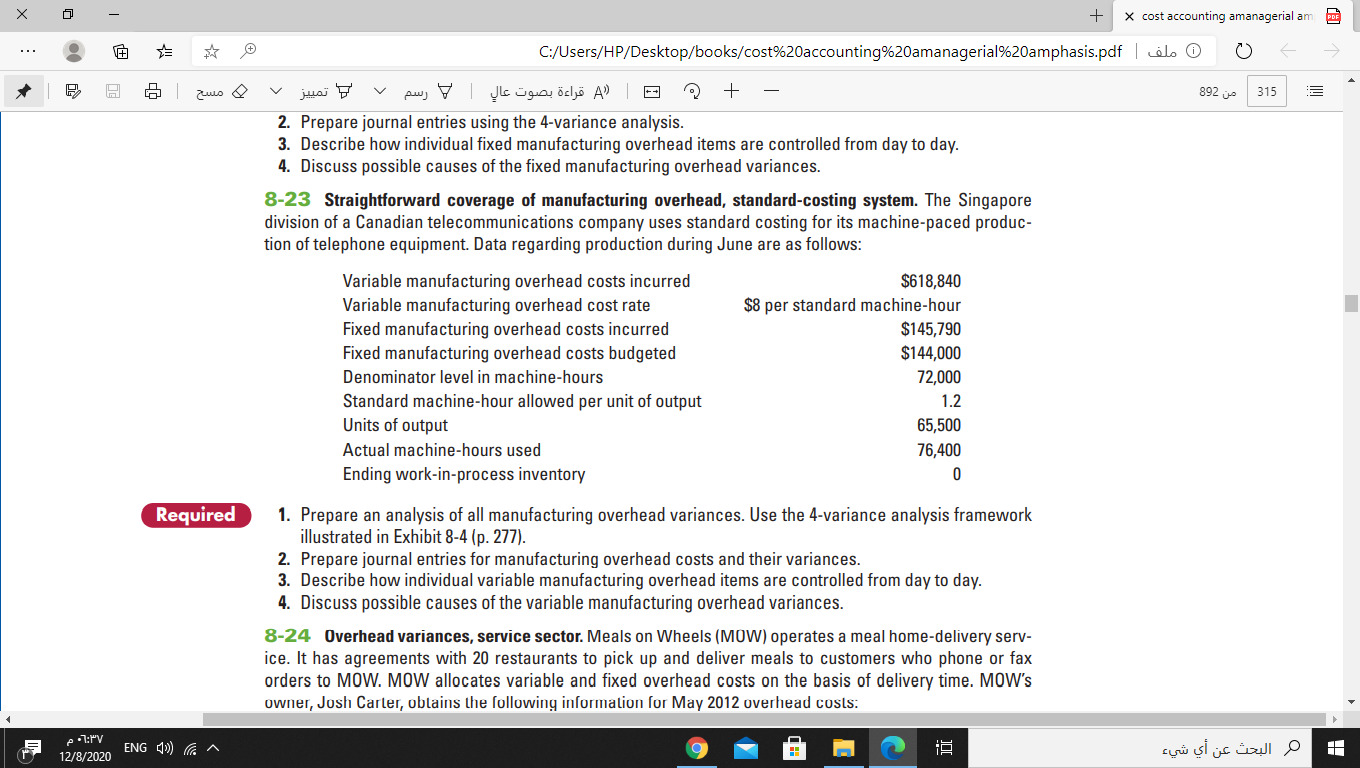 cost accounting amanagerial am
C:/Users/HP/Desktop/books/cost%20accounting%20amanagerial%20amphasis.pdf | ملف
مسح
تمييز
رسم
قراءة بصوت عالٍ
من 892
315
2. Prepare journal entries using the 4-variance analysis.
3. Describe how individual fixed manufacturing overhead items are controlled from day to day.
4. Discuss possible causes of the fixed manufacturing overhead variances.
8-23 Straightforward coverage of manufacturing overhead, standard-costing system. The Singapore
division of a Canadian telecommunications company uses standard costing for its machine-paced produc-
tion of telephone equipment. Data regarding production during June are as follows:
Variable manufacturing overhead costs incurred $618,840
Variable manufacturing overhead cost rate $8 per standard machine-hour
Fixed manufacturing overhead costs incurred $145,790
Fixed manufacturing overhead costs budgeted $144,000
Denominator level in machine-hours 72,000
Standard machine-hour allowed per unit of output 1.2
Units of output 65,500
Actual machine-hours used 76,400
Ending work-in-process inventory 0
Required
1. Prepare an analysis of all manufacturing overhead variances. Use the 4-variance analysis framework
illustrated in Exhibit 8-4 (p. 277).
2. Prepare journal entries for manufacturing overhead costs and their variances.
3. Describe how individual variable manufacturing overhead items are controlled from day to day.
4. Discuss possible causes of the variable manufacturing overhead variances.
8-24 Overhead variances, service sector. Meals on Wheels (MOW) operates a meal home-delivery serv-
ice. It has agreements with 20 restaurants to pick up and deliver meals to customers who phone or fax
orders to MOW. MOW allocates variable and fixed overhead costs on the basis of delivery time. MOW's
owner, Josh Carter, obtains the following information for May 2012 overhead costs:
٠٦:٣٧ م
12/8/2020
ENG
البحث عن أي شيء